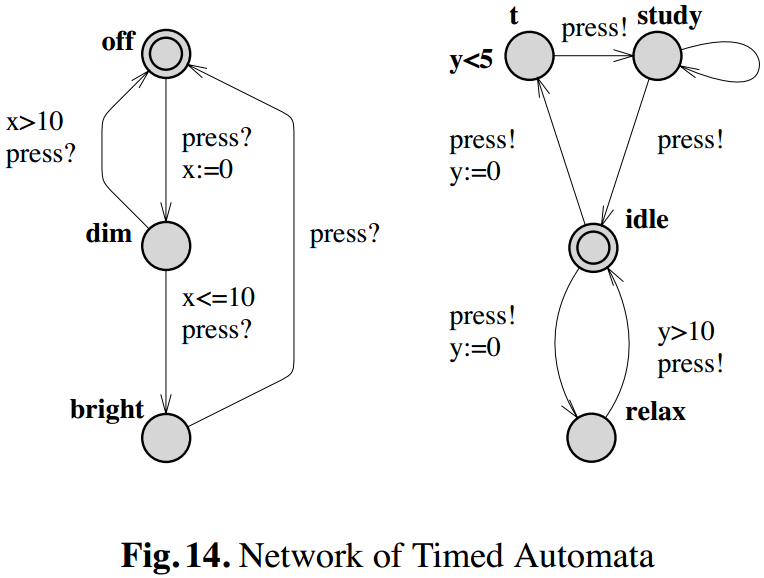 off
x>10
press?
press?
x:=0
dim
press?
x<=10
press?
bright
t
press!
study
y<5
press!
y:=0
press!
idle
press!
y:=0
y>10
press!
relax
Fig. 14. Network of Timed Automata